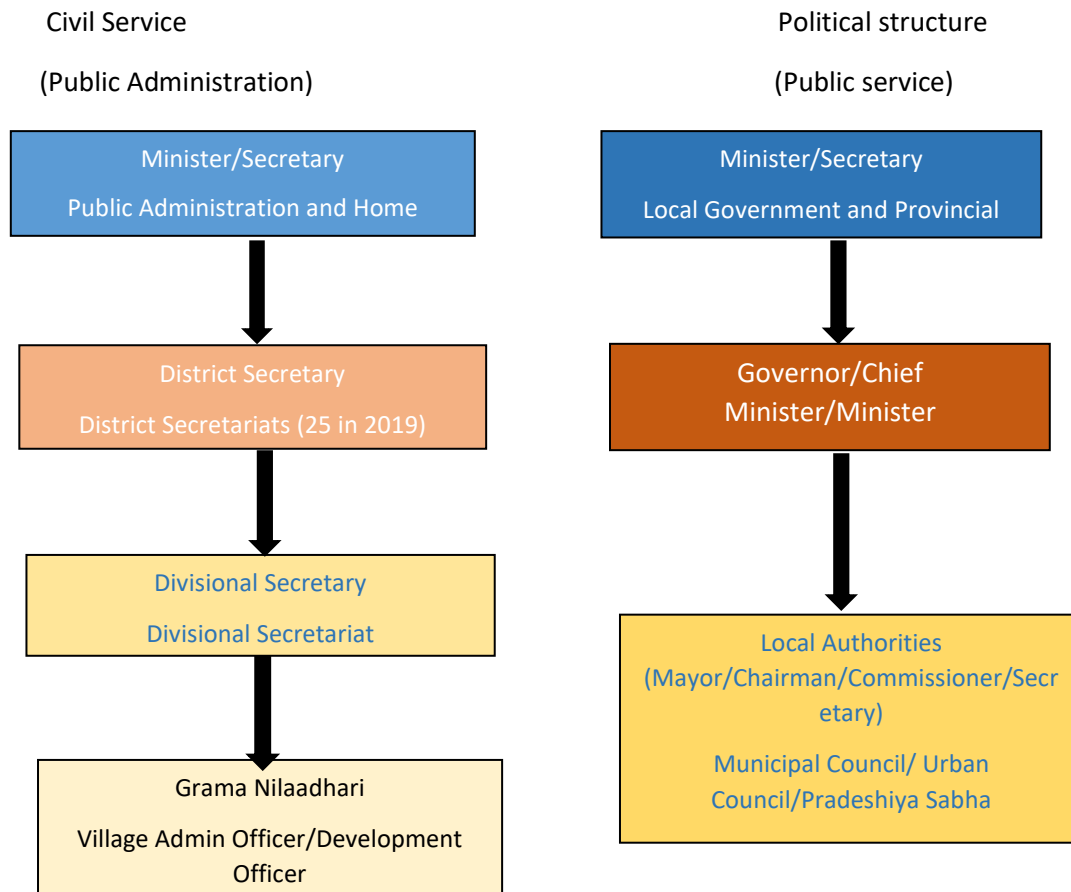 Civil Service
(Public Administration)
Minister/Secretary
Public Administration and Home
District Secretary
District Secretariats (25 in 2019)
Divisional Secretary
Divisional Secretariat
Grama Nilaadhari
Village Admin Officer/Development
Officer
Political structure
(Public service)
Minister/Secretary
Local Government and Provincial
Governor/Chief
Minister/Minister
Local Authorities
(Mayor/Chairman/Commissioner/Secr
etary)
Municipal Council/ Urban
Council/Pradeshiya Sabha